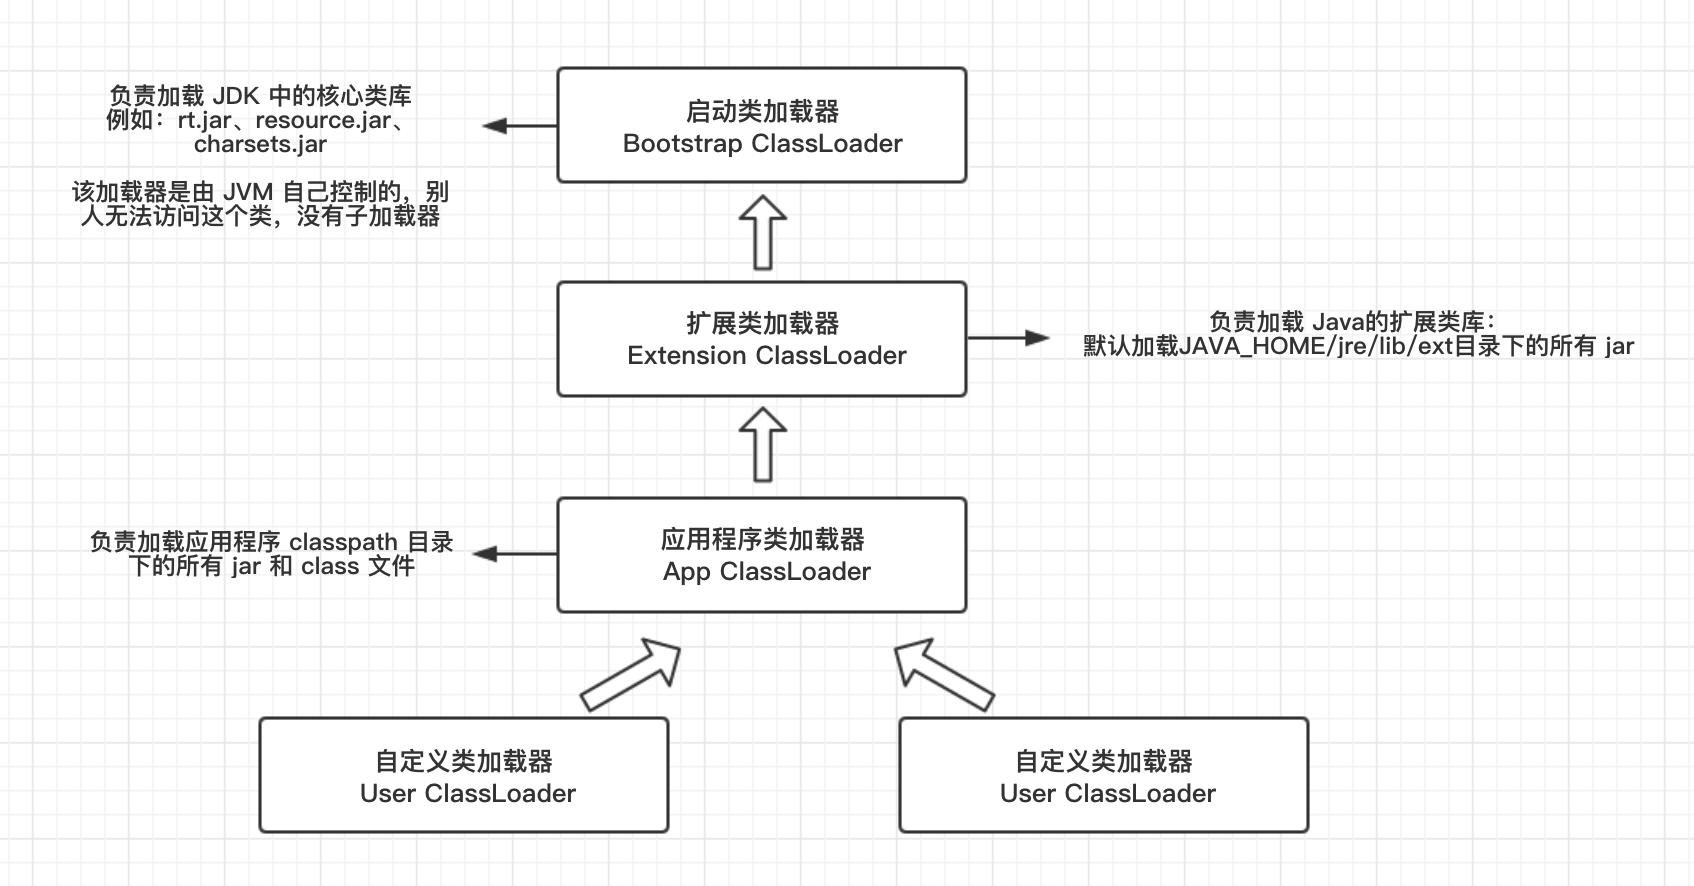 负责加载 JDK 中的核心类库
例如：rt.jar、resource.jar、
charsets.jar
该加载器是由 JVM 自己控制的，别
人无法访问这个类，没有子加载器
启动类加载器
Bootstrap ClassLoader
扩展类加载器
Extension ClassLoader
负责加载 Java的扩展类库：
默认加载JAVA_HOME/jre/lib/ext目录下的所有 jar
负责加载应用程序 classpath 目录
下的所有 jar 和 class 文件
应用程序类加载器
App ClassLoader
自定义类加载器
User ClassLoader
自定义类加载器
User ClassLoader